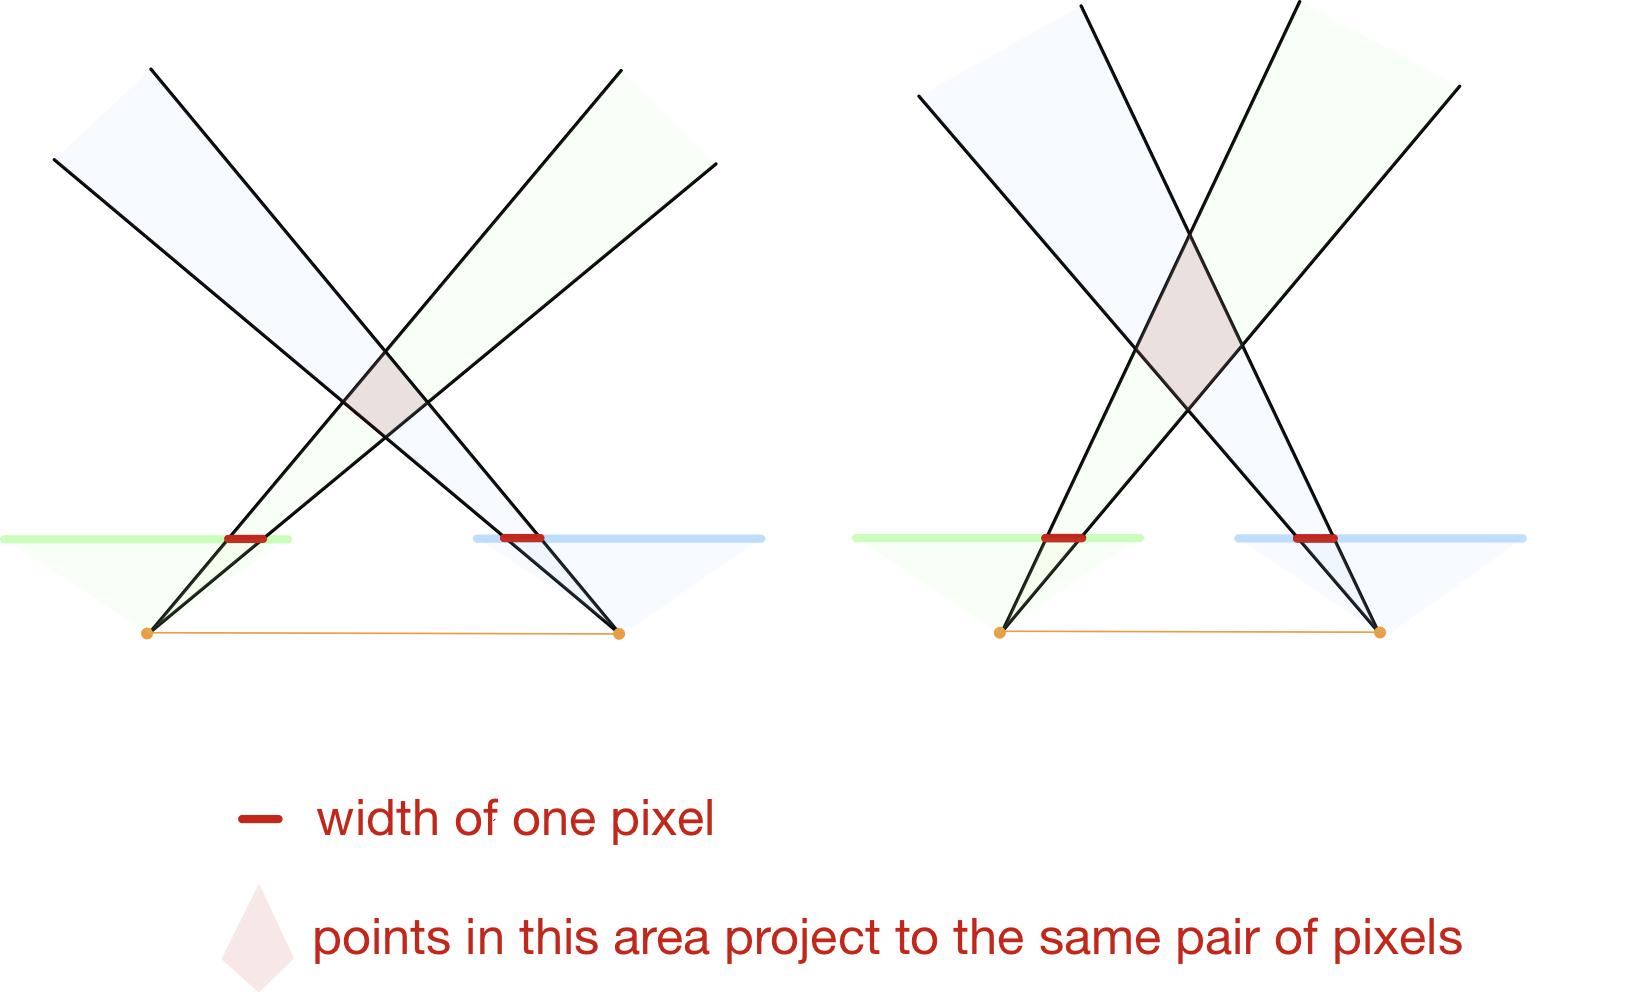 width of one pixel
points in this area project to the same pair of pixels